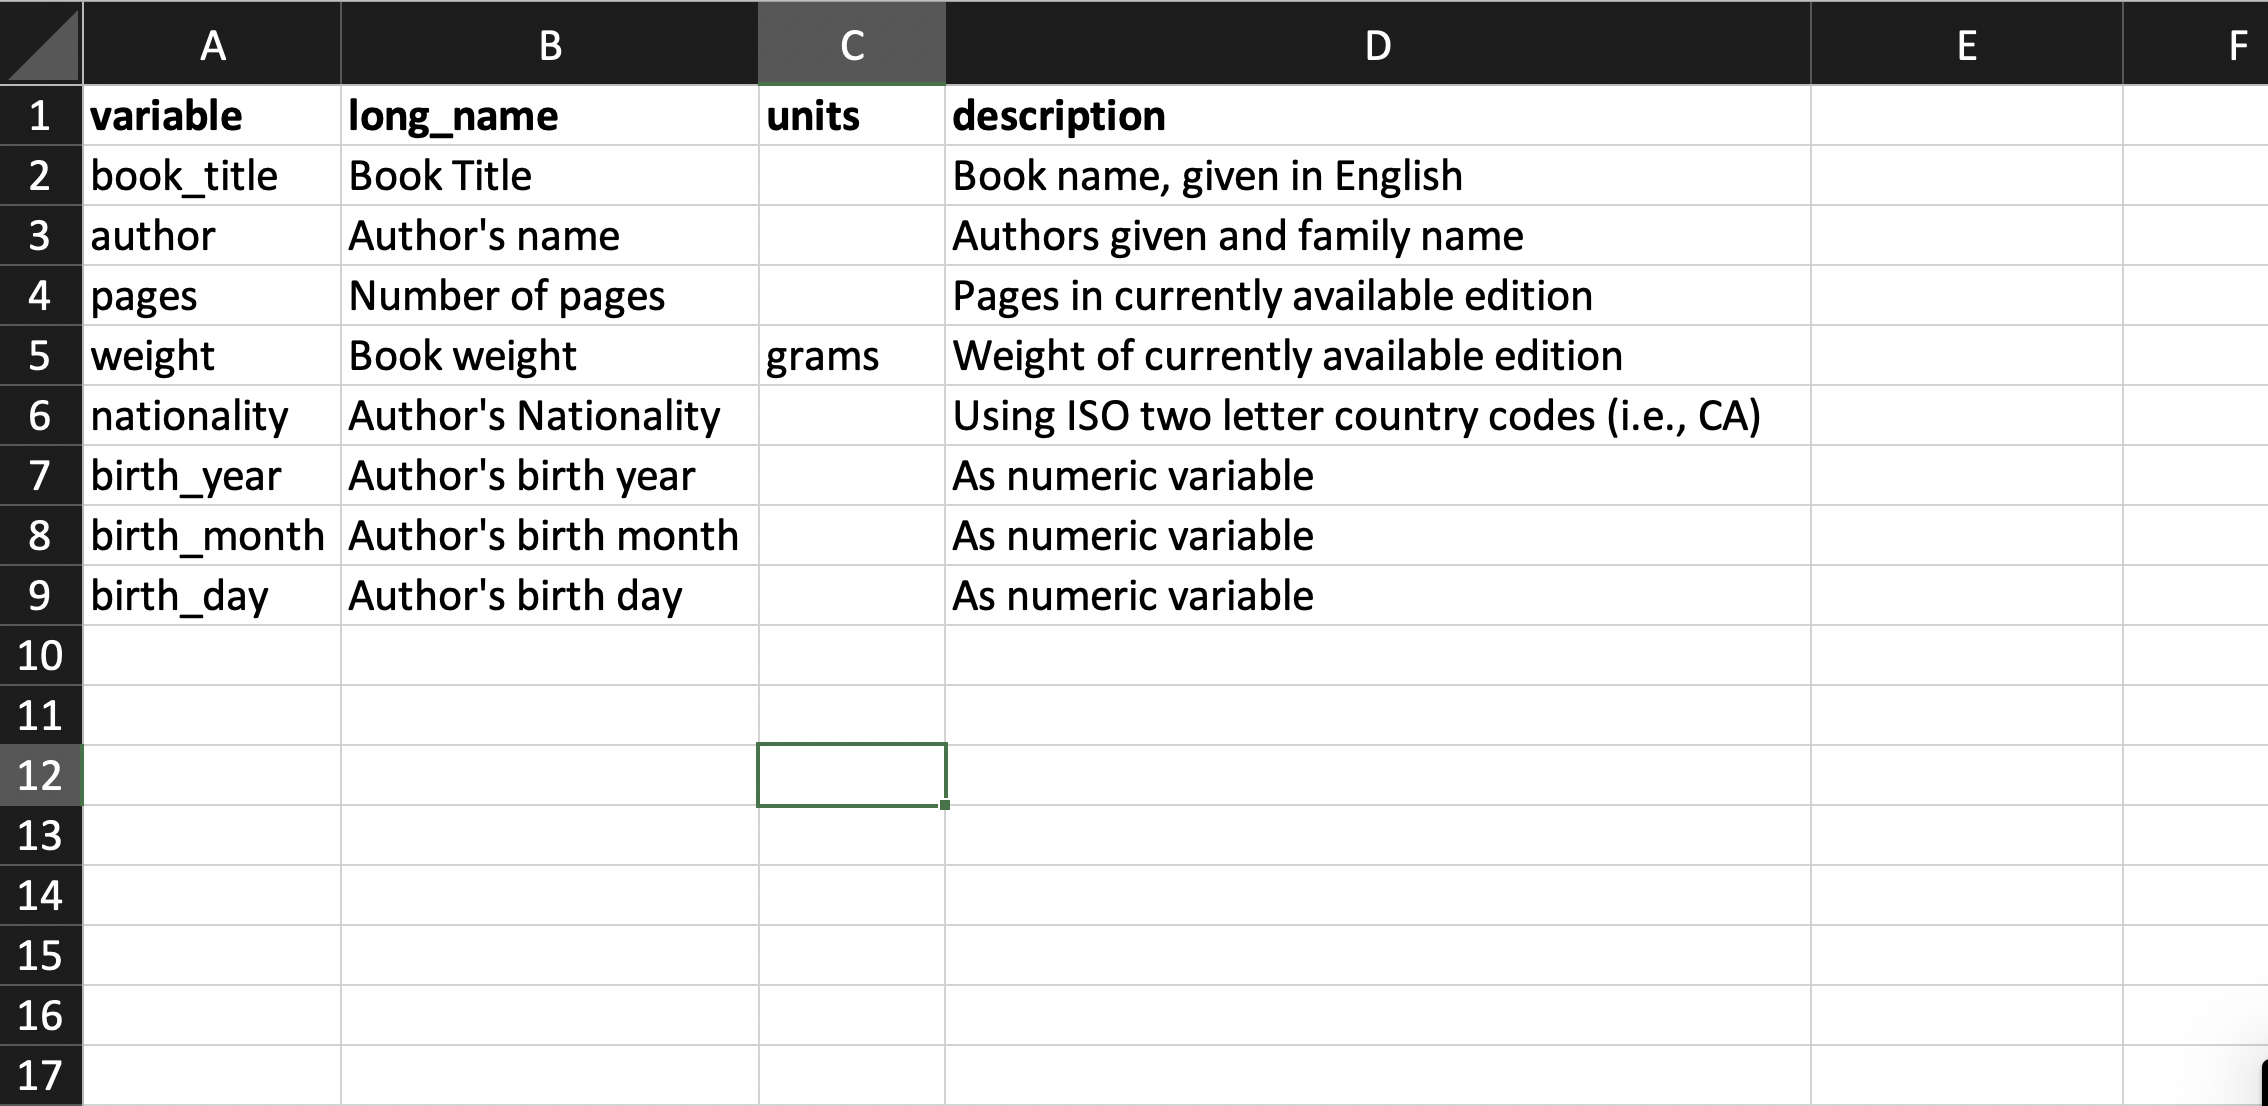 A B C D E F
1 variable long_name units description
2 book_title Book Title Book name, given in English
3 author Author's name Authors given and family name
4 pages Number of pages Pages in currently available edition
5 weight Book weight grams Weight of currently available edition
6 nationality Author's Nationality Using ISO two letter country codes (i.e., CA)
7 birth_year Author's birth year As numeric variable
8 birth_month Author's birth month As numeric variable
9 birth_day Author's birth day As numeric variable
10
11
12
13
14
15
16
17